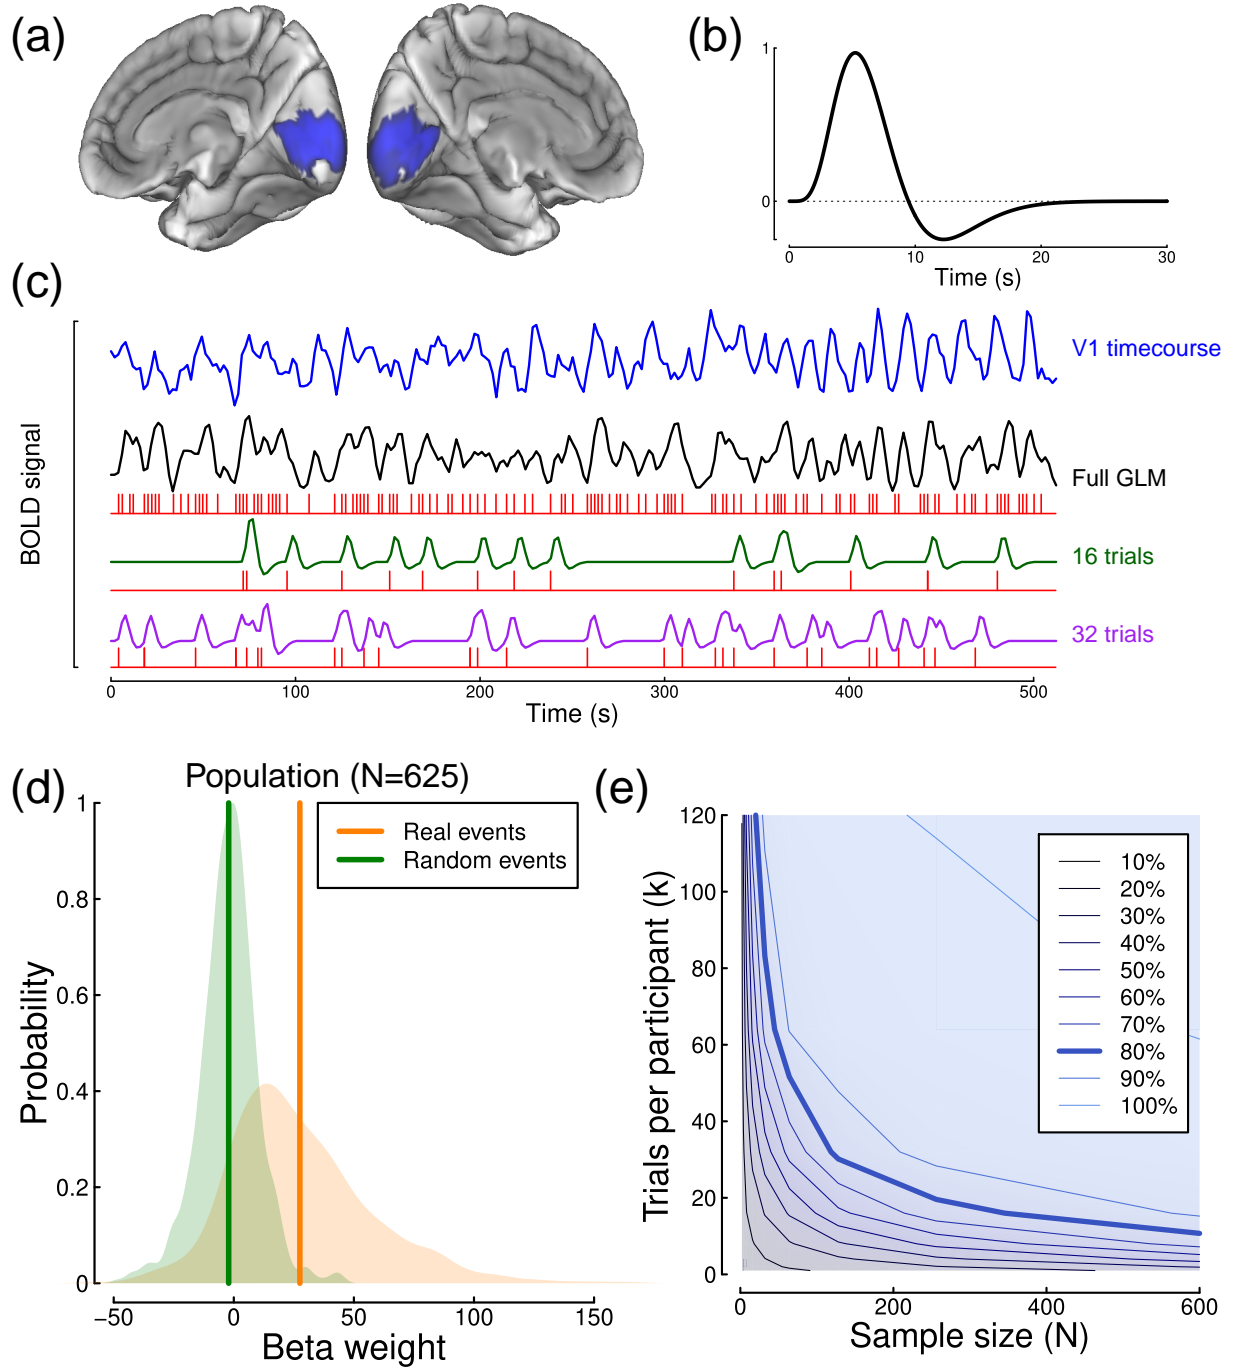 (a)
(b)
1
0
0
10
20
30
Time (s)
(c)
BOLD signal
V1 timecourse
Full GLM
16 trials
32 trials
0
100
200
300
400
500
Time (s)
(d)
Population (N=625)
Real events
Random events
1
0.8
0.6
0.4
0.2
0
Probability
−50
0
50
100
150
Beta weight
(e)
120
100
80
60
40
20
0
Trials per participant (k)
10%
20%
30%
40%
50%
60%
70%
80%
90%
100%
0
200
400
600
Sample size (N)